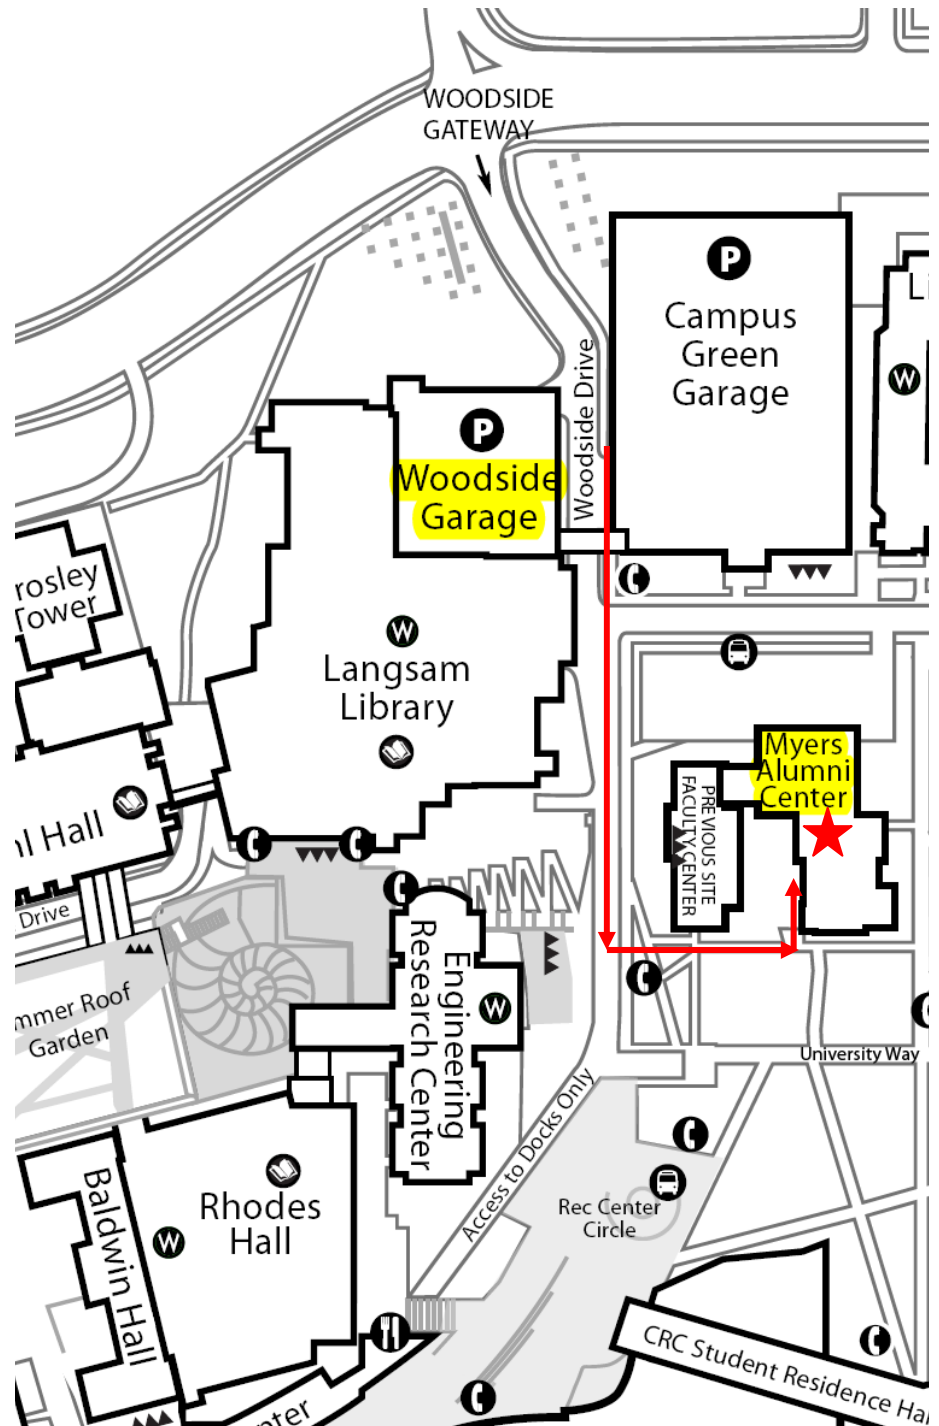 WOODSIDE
GATEWAY
P
Campus
Green
Garage
Li
W
Woodside Drive
P
Woodside
Garage
rosley
Tower
W
Langsam
Library
Myers
Alumni
Center
PREVIOUS SITE
FACULTY CENTER
Hall
Drive
mmer Roof
Garden
Engineering
Research Center
W
University Way
Access to Docks Only
Rec Center
Circle
Rhodes
Hall
W
Baldwin Hall
CRC Student Residence Ha
nter